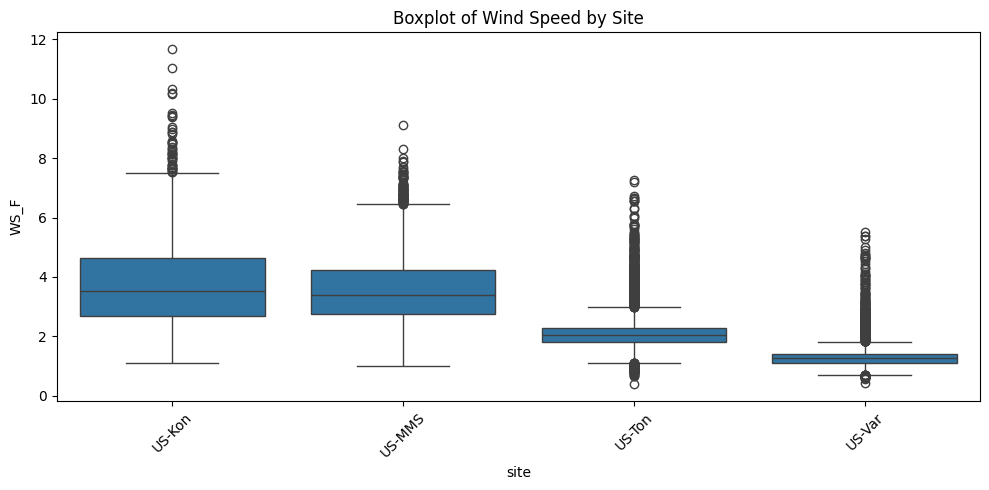 Boxplot of Wind Speed by Site
WS_F
12
10
8
6
4
2
0
US-Kon
US-MMS
US-Ton
US-Var
site